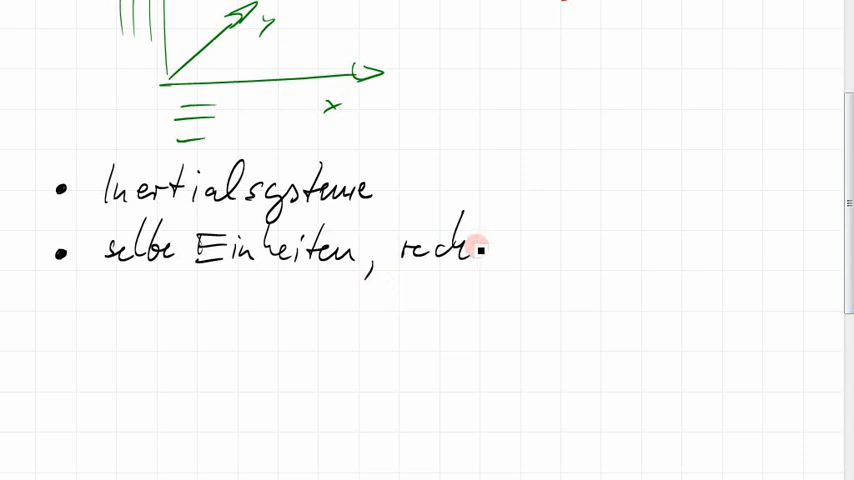 y
x
• Inertialsysteme
• selbe Einheiten, rech